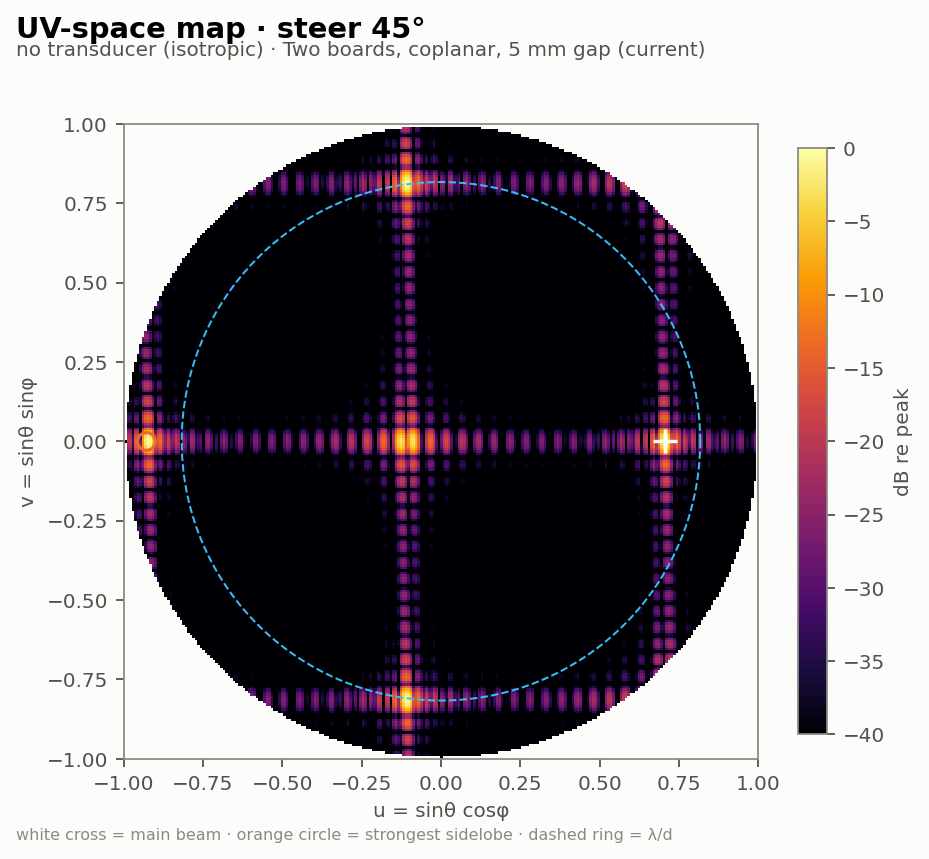 UV-space map · steer 45°
no transducer (isotropic) · Two boards, coplanar, 5 mm gap (current)
1.00
0.75
0.50
0.25
0.00
−0.25
−0.50
−0.75
−1.00
v = sinθ sinφ
−1.00 −0.75 −0.50 −0.25 0.00 0.25 0.50 0.75 1.00
u = sinθ cosφ
0
−5
−10
−15
−20
−25
−30
−35
−40
dB re peak
white cross = main beam · orange circle = strongest sidelobe · dashed ring = λ/d